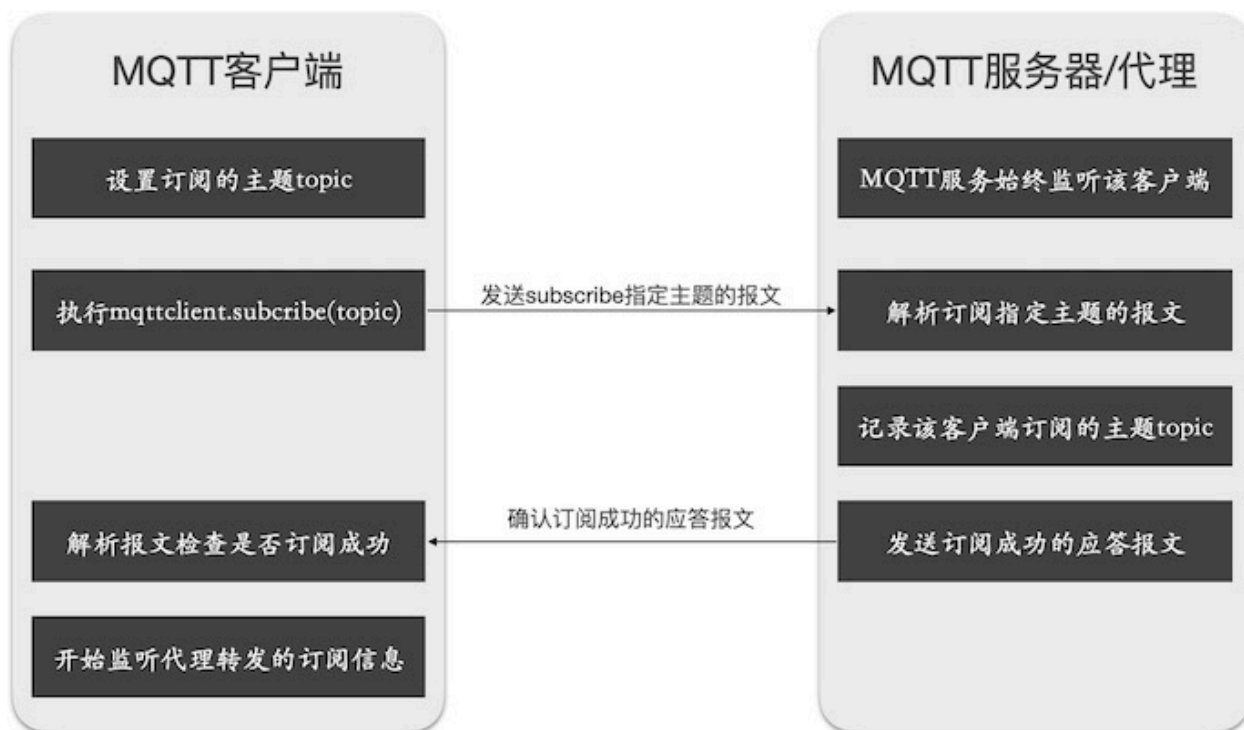 MQTT客户端
设置订阅的主题topic
执行mqttclient.subcribe(topic)
解析报文检查是否订阅成功
开始监听代理转发的订阅信息
发送subscribe指定主题的报文
确认订阅成功的应答报文
MQTT服务器/代理
MQTT服务始终监听该客户端
解析订阅指定主题的报文
记录该客户端订阅的主题topic
发送订阅成功的应答报文